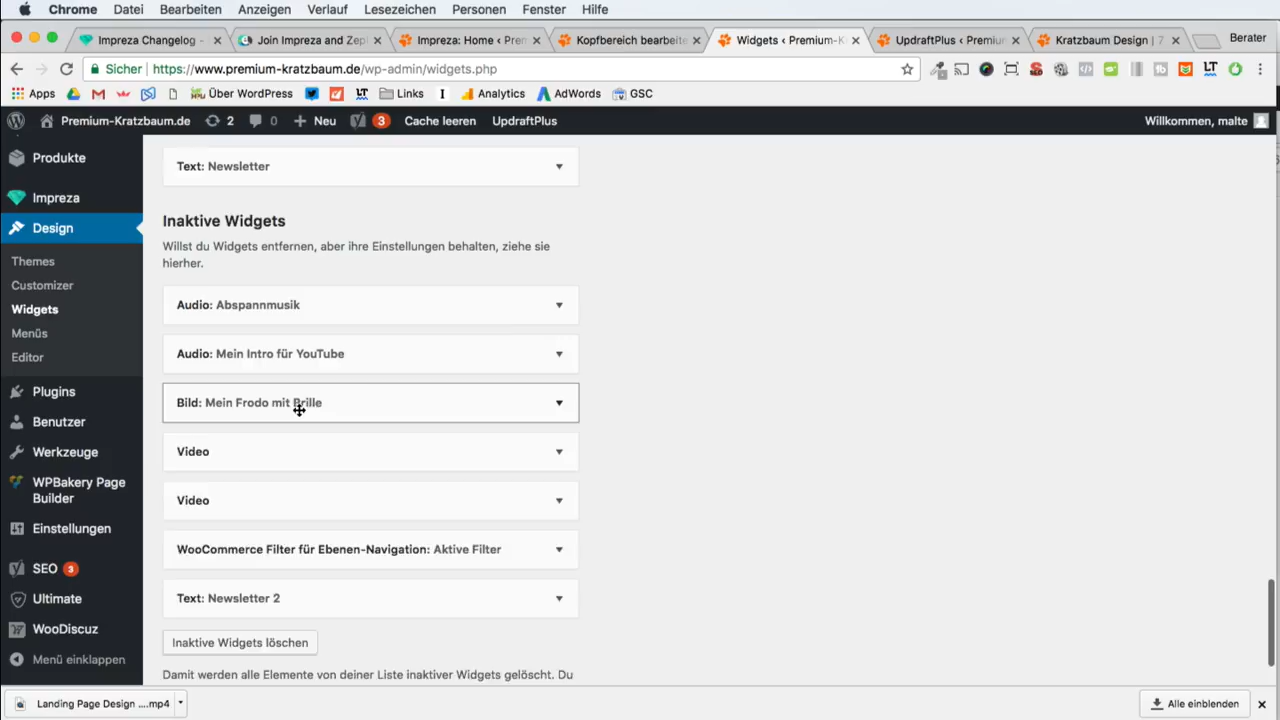 Chrome Datei Bearbeiten Anzeigen Verlauf Lesezeichen Personen Fenster Hilfe
Impreza Changelog - Join Impreza and Zep Impreza: Home ‹ Pre Kopfbereich bearbeite Widgets ‹ Premium-K UpdraftPlus ‹ Premiu Kratzbaum Design | 7 Berater
Sicher https://www.premium-kratzbaum.de/wp-admin/widgets.php
Apps Über WordPress Links Analytics AdWords GSC
Premium-Kratzbaum.de 2 0 Neu 3 Cache leeren UpdraftPlus Willkommen, malte
Produkte
Impreza
Design
Themes
Customizer
Widgets
Menüs
Editor
Plugins
Benutzer
Werkzeuge
WPBakery Page
Builder
Einstellungen
SEO 3
Ultimate
WooDiscuz
Menü einklappen
Text: Newsletter
Inaktive Widgets
Willst du Widgets entfernen, aber ihre Einstellungen behalten, ziehe sie
hierher.
Audio: Abspannmusik
Audio: Mein Intro für YouTube
Bild: Mein Frodo mit Brille
Video
Video
WooCommerce Filter für Ebenen-Navigation: Aktive Filter
Text: Newsletter 2
Inaktive Widgets löschen
Damit werden alle Elemente von deiner Liste inaktiver Widgets gelöscht. Du
Landing Page Design ....mp4 Alle einblenden